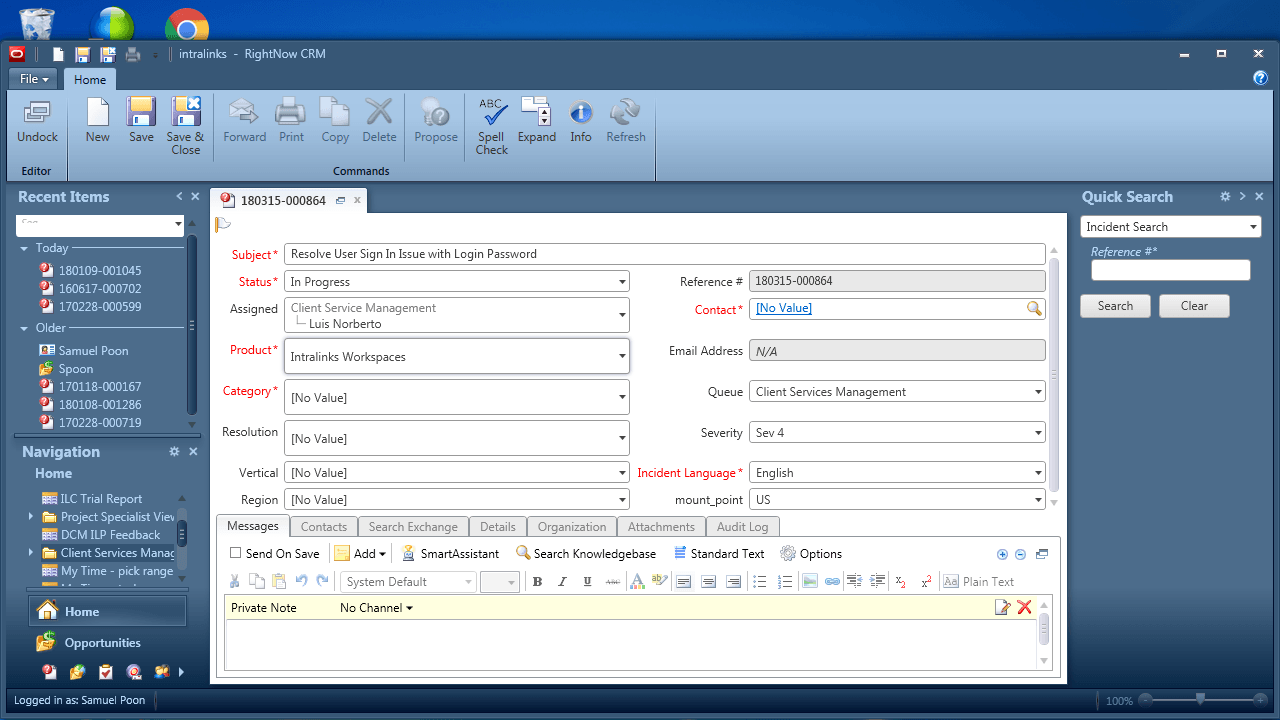 intralinks - RightNow CRM
File
Home
Undock
New
Save
Save & Close
Forward
Print
Copy
Delete
Propose
ABC
Spell Check
Expand
Info
Refresh
Editor
Commands
Recent Items
Today
180109-001045
160617-000702
170228-000599
Older
Samuel Poon
Spoon
170118-000167
180108-001286
170228-000719
Navigation
Home
ILC Trial Report
Project Specialist View
DCM ILP Feedback
Client Services Manag
My Time - pick range
Home
Opportunities
180315-000864
Subject* Resolve User Sign In Issue with Login Password
Status* In Progress
Reference # 180315-000864
Assigned Client Service Management
Luis Norberto
Contact* [No Value]
Product* Intralinks Workspaces
Email Address N/A
Category* [No Value]
Queue Client Services Management
Resolution [No Value]
Severity Sev 4
Vertical [No Value]
Incident Language* English
Region [No Value]
mount_point US
Messages Contacts Search Exchange Details Organization Attachments Audit Log
Send On Save Add SmartAssistant Search Knowledgebase Standard Text Options
System Default B I U ABC A ab x2 x2 Aa Plain Text
Private Note No Channel
Quick Search
Incident Search
Reference #*
Search Clear
Logged in as: Samuel Poon
100%